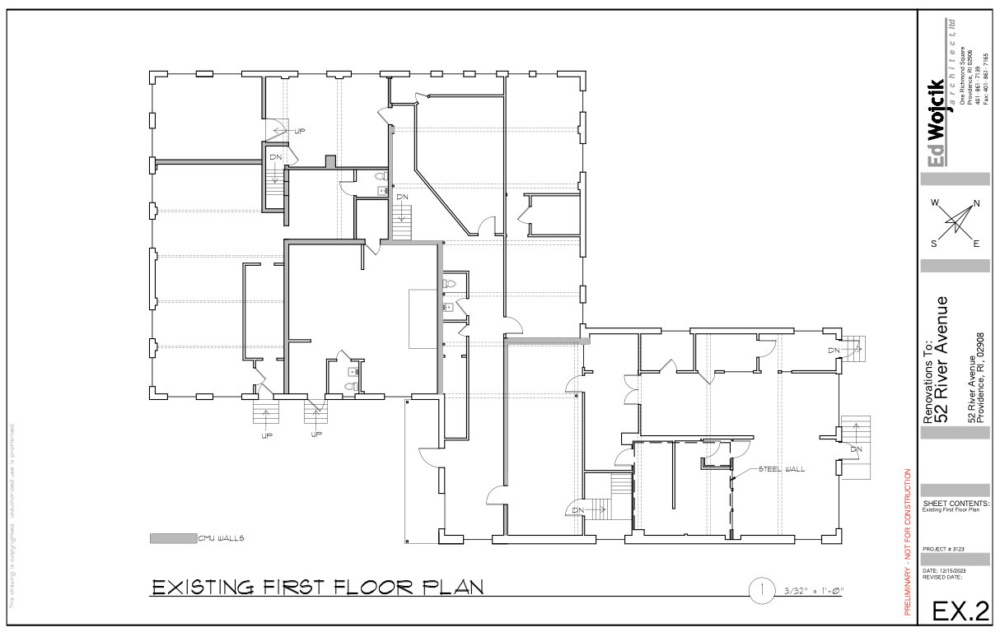 UP
DN
DN
DN
DN
STEEL WALL
DN
UP
UP
CMU WALLS
EXISTING FIRST FLOOR PLAN
1
3/32" = 1'-0"
This drawing is copyrighted. Unauthorized use is prohibited.
PRELIMINARY - NOT FOR CONSTRUCTION
Ed Wojcik
architect, ltd
One Richmond Square
Providence, RI 02906
401-861-7139
Fax: 401-861-7165
W
N
S
E
Renovations To:
52 River Avenue
52 River Avenue
Providence, RI, 02908
SHEET CONTENTS:
Existing First Floor Plan
PROJECT # 3123
DATE: 12/15/2023
REVISED DATE:
EX.2